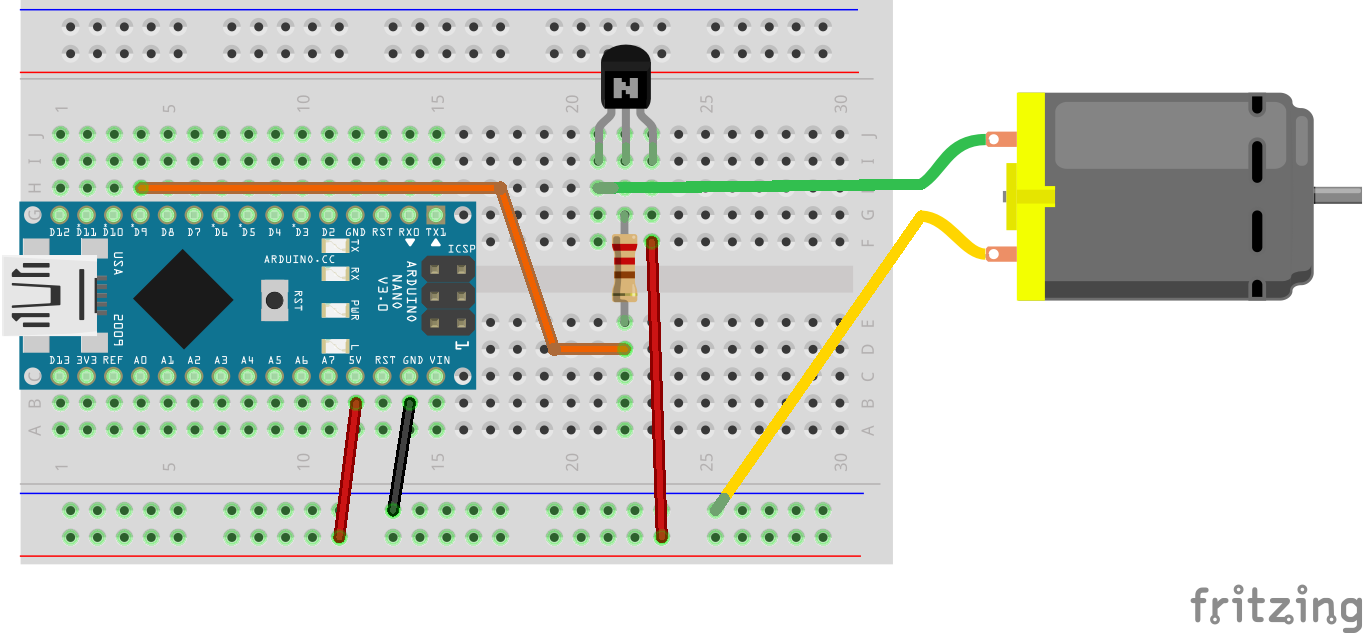 1 5 10 15 20 25 30
J J
I I
H H
G G
F F
E E
D D
C C
B B
A A
N
D12 D11 D10 D9 D8 D7 D6 D5 D4 D3 D2 GND RST RX0 TX1
USA
5009
ARDUINO.CC
RST
TX
RX
PWR
L
ICSP
ARDUINO
NANO
V3.0
1
D13 3V3 REF A0 A1 A2 A3 A4 A5 A6 A7 5V RST GND VIN
1 5 10 15 20 25 30
fritzing